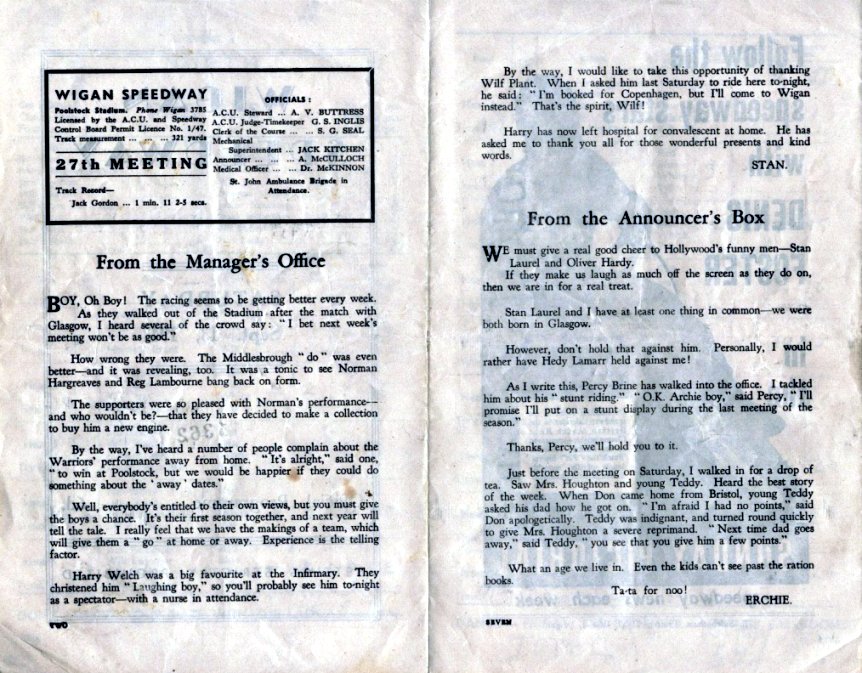 WIGAN SPEEDWAY
Poolstock Stadium. Phone Wigan 3785
Licensed by the A.C.U. and Speedway
Control Board Permit Licence No. 1/47.
Track measurement ... ... ... 321 yards
27th MEETING
Track Record—
Jack Gordon ... 1 min. 11 2-5 secs.
OFFICIALS :
A.C.U. Steward ... A. V. BUTTRESS
A.C.U. Judge-Timekeeper G. S. INGLIS
Clerk of the Course ... ... S. G. SEAL
Mechanical
Superintendent ... JACK KITCHEN
Announcer ... ... ... A. McCULLOCH
Medical Officer ... ... Dr. McKINNON
St. John Ambulance Brigade in
Attendance.
From the Manager's Office
BOY, Oh Boy! The racing seems to be getting better every week.
As they walked out of the Stadium after the match with
Glasgow, I heard several of the crowd say: "I bet next week's
meeting won't be as good."
How wrong they were. The Middlesbrough "do" was even
better—and it was revealing, too. It was a tonic to see Norman
Hargreaves and Reg Lambourne bang back on form.
The supporters were so pleased with Norman's performance—
and who wouldn't be?—that they have decided to make a collection
to buy him a new engine.
By the way, I've heard a number of people complain about the
Warriors' performance away from home. "It's alright," said one,
"to win at Poolstock, but we would be happier if they could do
something about the 'away' dates."
Well, everybody's entitled to their own views, but you must give
the boys a chance. It's their first season together, and next year will
tell the tale. I really feel that we have the makings of a team, which
will give them a "go" at home or away. Experience is the telling
factor.
Harry Welch was a big favourite at the Infirmary. They
christened him "Laughing boy," so you'll probably see him to-night
as a spectator—with a nurse in attendance.
TWO
By the way, I would like to take this opportunity of thanking
Wilf Plant. When I asked him last Saturday to ride here to-night,
he said: "I'm booked for Copenhagen, but I'll come to Wigan
instead." That's the spirit, Wilf!
Harry has now left hospital for convalescent at home. He has
asked me to thank you all for those wonderful presents and kind
words.
STAN.
From the Announcer's Box
WE must give a real good cheer to Hollywood's funny men—Stan
Laurel and Oliver Hardy.
If they make us laugh as much off the screen as they do on,
then we are in for a real treat.
Stan Laurel and I have at least one thing in common—we were
both born in Glasgow.
However, don't hold that against him. Personally, I would
rather have Hedy Lamarr held against me!
As I write this, Percy Brine has walked into the office. I tackled
him about his "stunt riding." "O.K. Archie boy," said Percy, "I'll
promise I'll put on a stunt display during the last meeting of the
season."
Thanks, Percy, we'll hold you to it.
Just before the meeting on Saturday, I walked in for a drop of
tea. Saw Mrs. Houghton and young Teddy. Heard the best story
of the week. When Don came home from Bristol, young Teddy
asked his dad how he got on. "I'm afraid I had no points," said
Don apologetically. Teddy was indignant, and turned round quickly
to give Mrs. Houghton a severe reprimand. "Next time dad goes
away," said Teddy, "you see that you give him a few points."
What an age we live in. Even the kids can't see past the ration
books.
Ta-ta for noo!
ERCHIE.
SEVEN